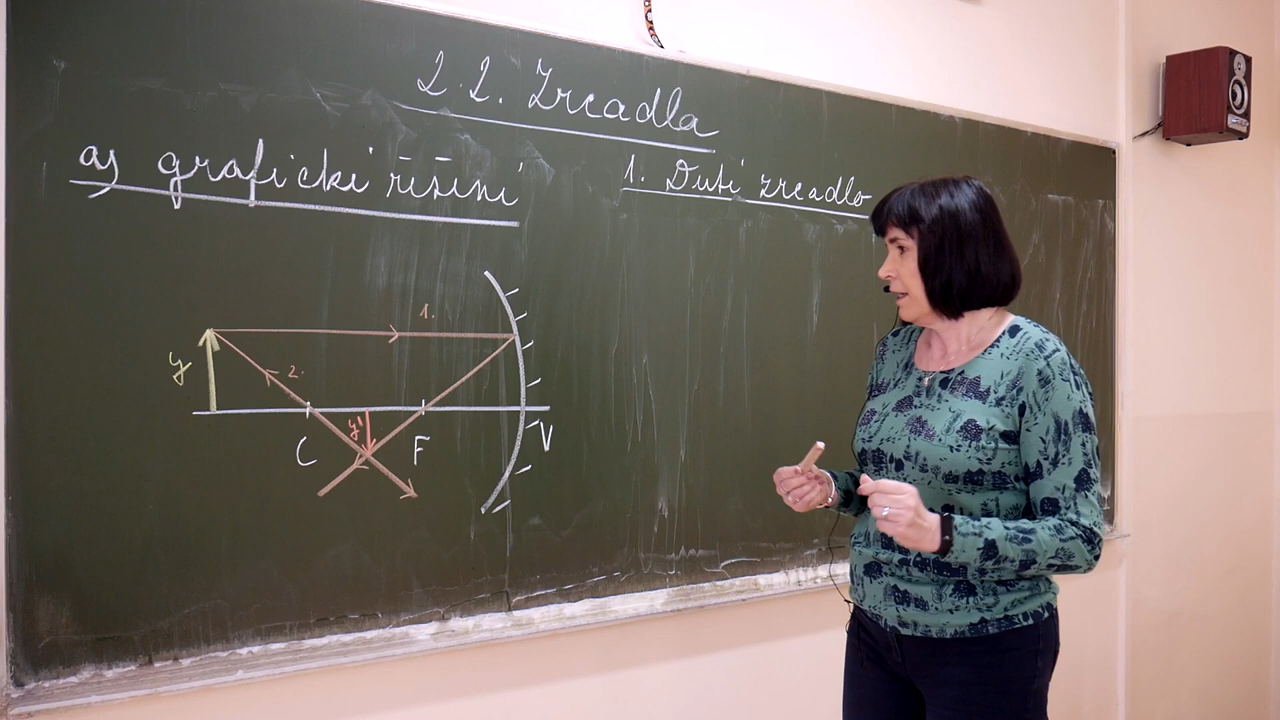 2.2. Zrcadla
a) grafické řešení
1. Duté zrcadlo
1.
y
2.
y'
C
F
V